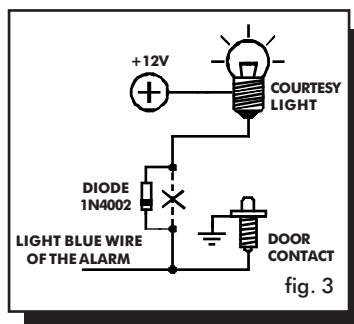 +12V
COURTESY
LIGHT
DIODE
1N4002
LIGHT BLUE WIRE
OF THE ALARM
DOOR
CONTACT
fig. 3